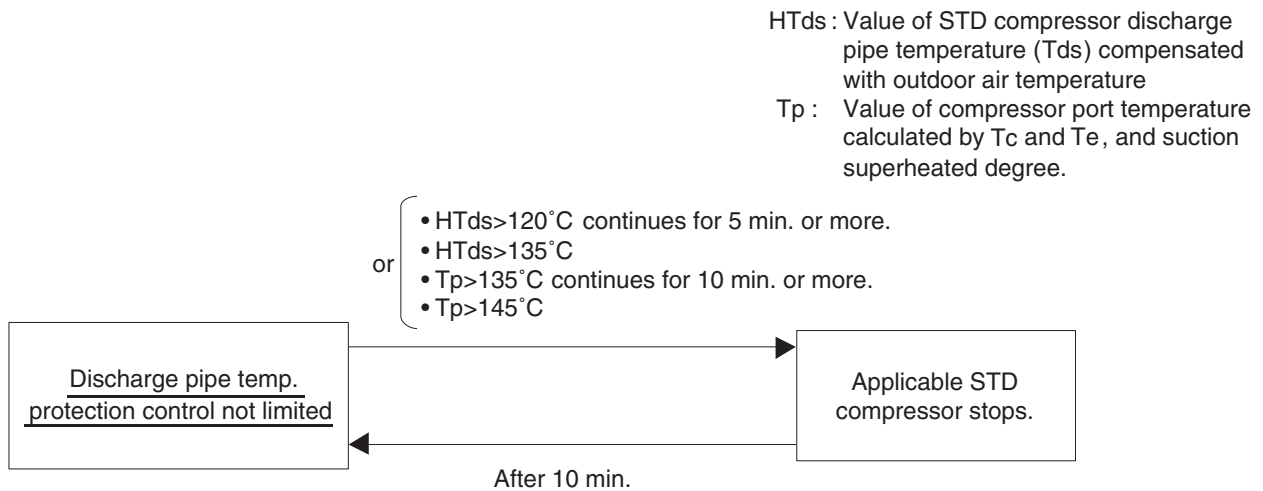 HTds : Value of STD compressor discharge
pipe temperature (Tds) compensated
with outdoor air temperature
Tp : Value of compressor port temperature
calculated by Tc and Te, and suction
superheated degree.
• HTds>120˚C continues for 5 min. or more.
• HTds>135˚C
or
• Tp>135˚C continues for 10 min. or more.
• Tp>145˚C
Discharge pipe temp.
protection control not limited
Applicable STD
compressor stops.
After 10 min.